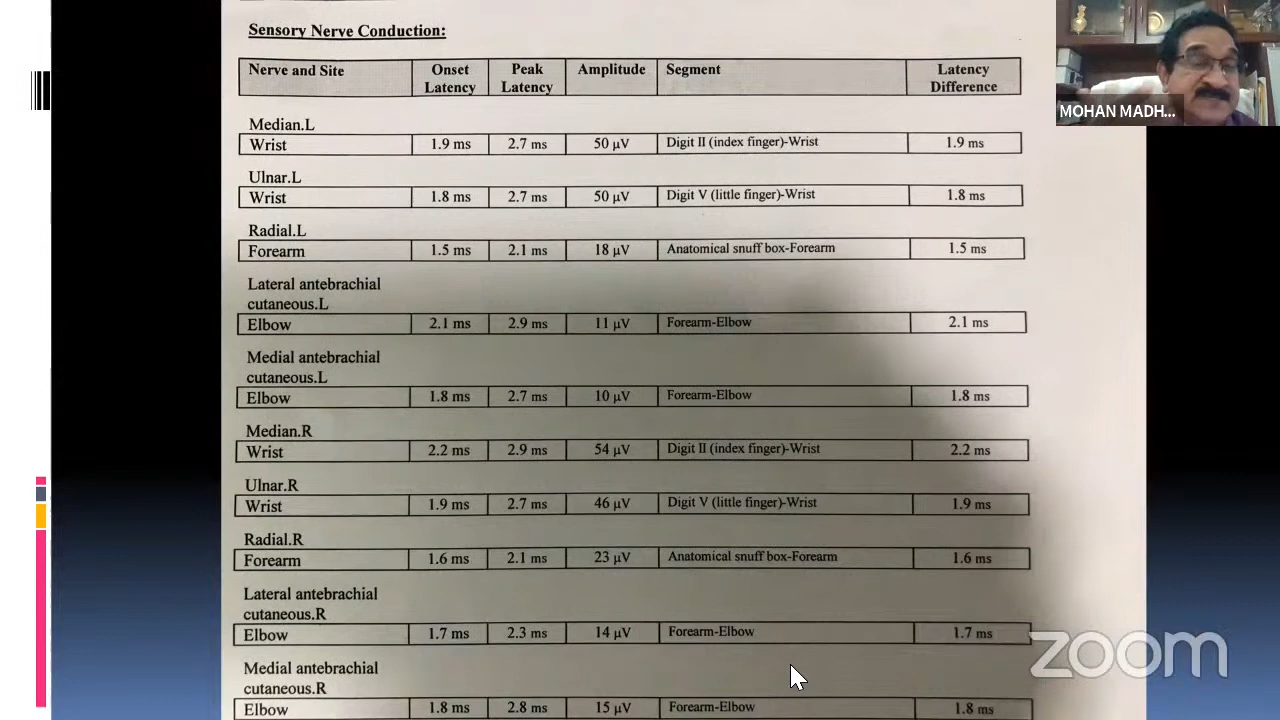 Sensory Nerve Conduction:
Nerve and Site Onset Latency Peak Latency Amplitude Segment Latency Difference
Median.L
Wrist 1.9 ms 2.7 ms 50 µV Digit II (index finger)-Wrist 1.9 ms
Ulnar.L
Wrist 1.8 ms 2.7 ms 50 µV Digit V (little finger)-Wrist 1.8 ms
Radial.L
Forearm 1.5 ms 2.1 ms 18 µV Anatomical snuff box-Forearm 1.5 ms
Lateral antebrachial
cutaneous.L
Elbow 2.1 ms 2.9 ms 11 µV Forearm-Elbow 2.1 ms
Medial antebrachial
cutaneous.L
Elbow 1.8 ms 2.7 ms 10 µV Forearm-Elbow 1.8 ms
Median.R
Wrist 2.2 ms 2.9 ms 54 µV Digit II (index finger)-Wrist 2.2 ms
Ulnar.R
Wrist 1.9 ms 2.7 ms 46 µV Digit V (little finger)-Wrist 1.9 ms
Radial.R
Forearm 1.6 ms 2.1 ms 23 µV Anatomical snuff box-Forearm 1.6 ms
Lateral antebrachial
cutaneous.R
Elbow 1.7 ms 2.3 ms 14 µV Forearm-Elbow 1.7 ms
Medial antebrachial
cutaneous.R
Elbow 1.8 ms 2.8 ms 15 µV Forearm-Elbow 1.8 ms
MOHAN MADH...
zoom